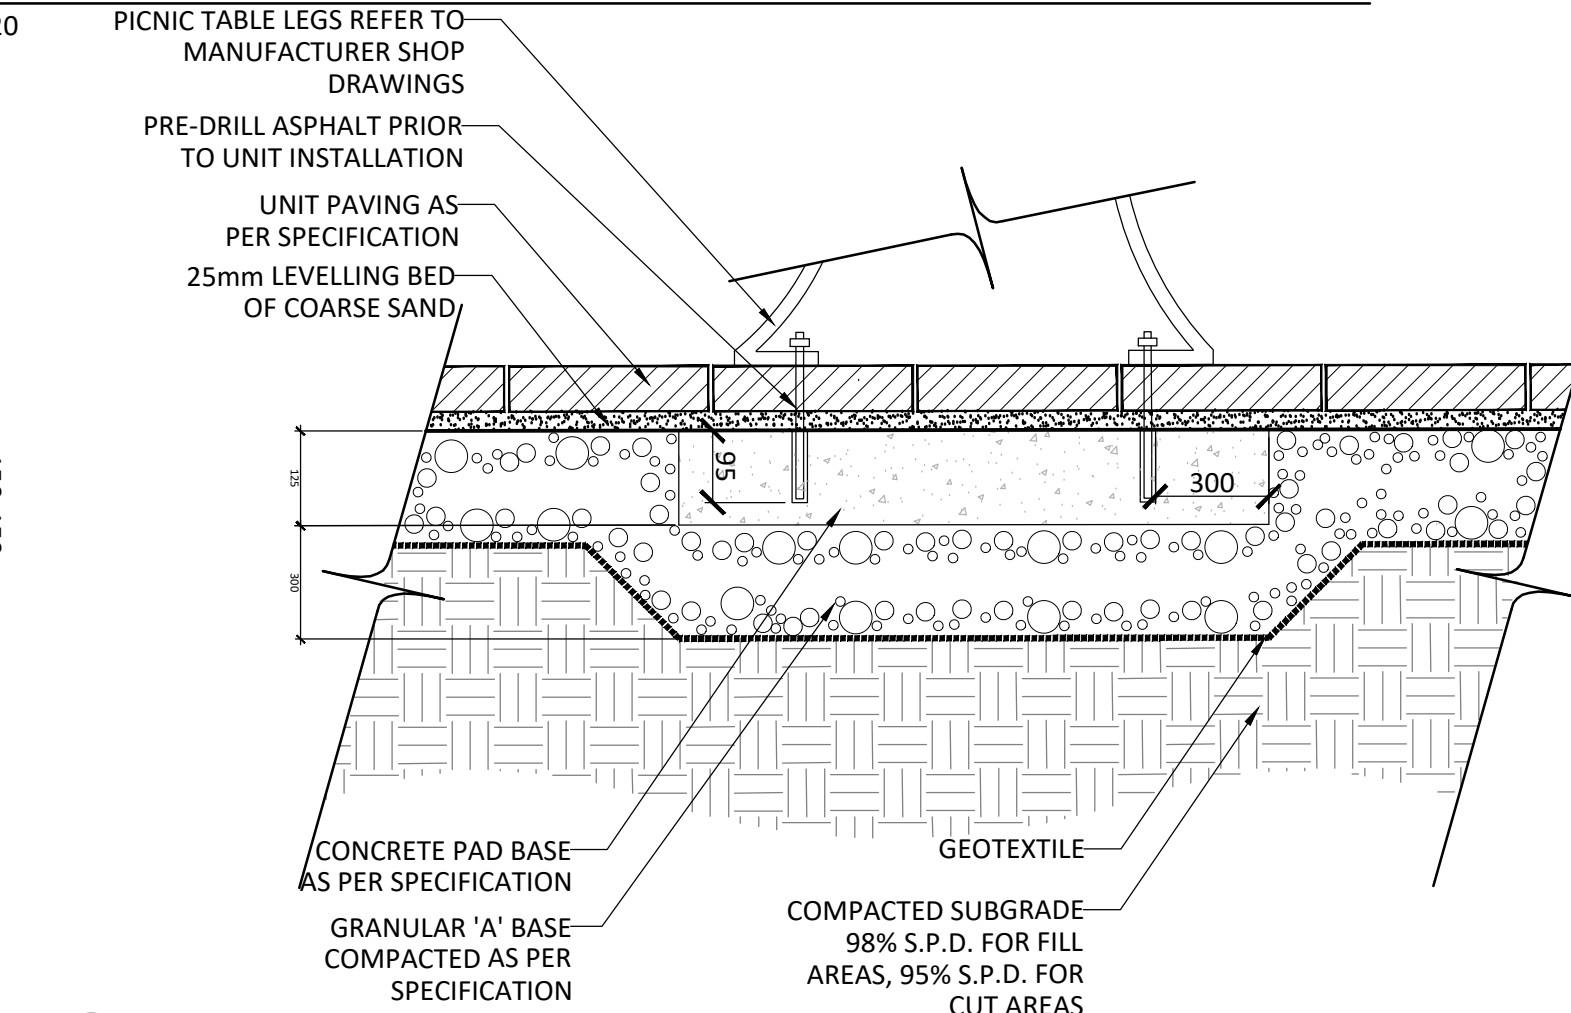 20
PICNIC TABLE LEGS REFER TO
MANUFACTURER SHOP
DRAWINGS
PRE-DRILL ASPHALT PRIOR
TO UNIT INSTALLATION
UNIT PAVING AS
PER SPECIFICATION
25mm LEVELLING BED
OF COARSE SAND
125
95
300
300
CONCRETE PAD BASE
AS PER SPECIFICATION
GRANULAR 'A' BASE
COMPACTED AS PER
SPECIFICATION
GEOTEXTILE
COMPACTED SUBGRADE
98% S.P.D. FOR FILL
AREAS, 95% S.P.D. FOR
CUT AREAS